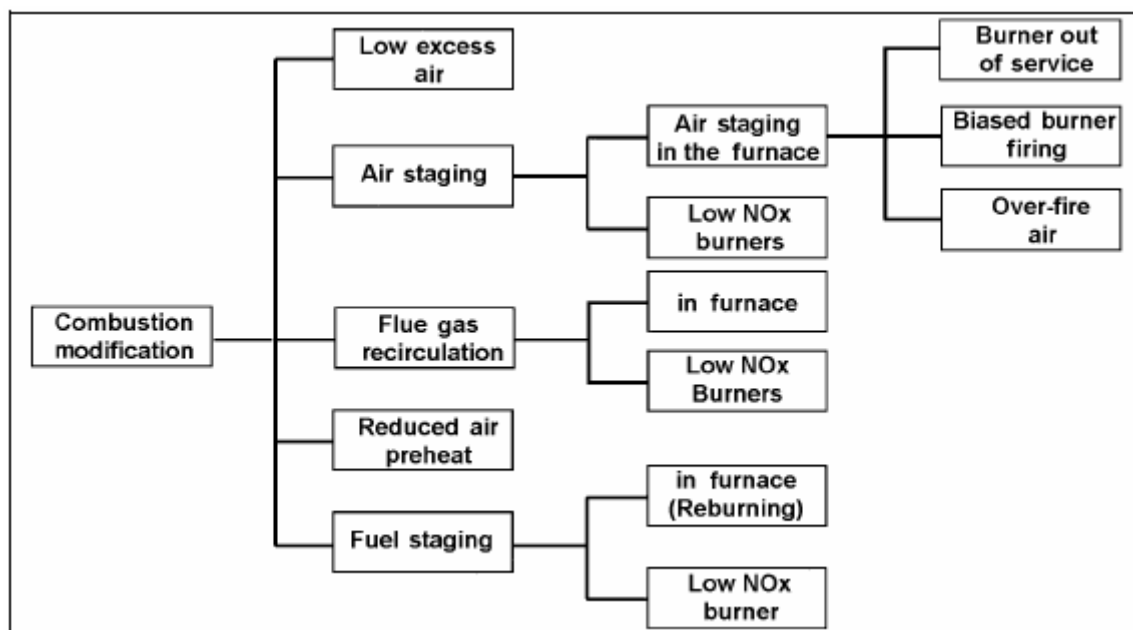 Combustion
modification
Low excess
air
Air staging
Flue gas
recirculation
Reduced air
preheat
Fuel staging
Air staging
in the furnace
Low NOx
burners
in furnace
Low NOx
Burners
in furnace
(Reburning)
Low NOx
burner
Burner out
of service
Biased burner
firing
Over-fire
air